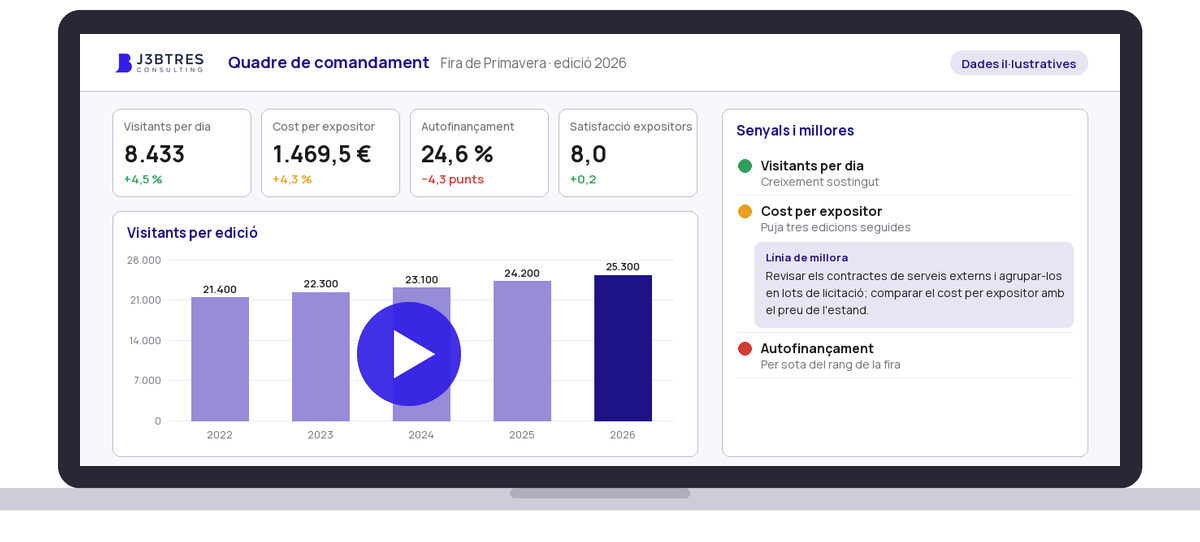 J3BTRES
CONSULTING
Quadre de comandament Fira de Primavera · edició 2026
Dades il·lustratives
Visitants per dia
8.433
+4,5 %
Cost per expositor
1.469,5 €
+4,3 %
Autofinançament
24,6 %
−4,3 punts
Satisfacció expositors
8,0
+0,2
Visitants per edició
28.000
21.000
14.000
7.000
0
21.400
22.300
23.100
24.200
25.300
2022
2023
2024
2025
2026
Senyals i millores
Visitants per dia
Creixement sostingut
Cost per expositor
Puja tres edicions seguides
Línia de millora
Revisar els contractes de serveis externs i agrupar-los
en lots de licitació; comparar el cost per expositor amb
el preu de l'estand.
Autofinançament
Per sota del rang de la fira